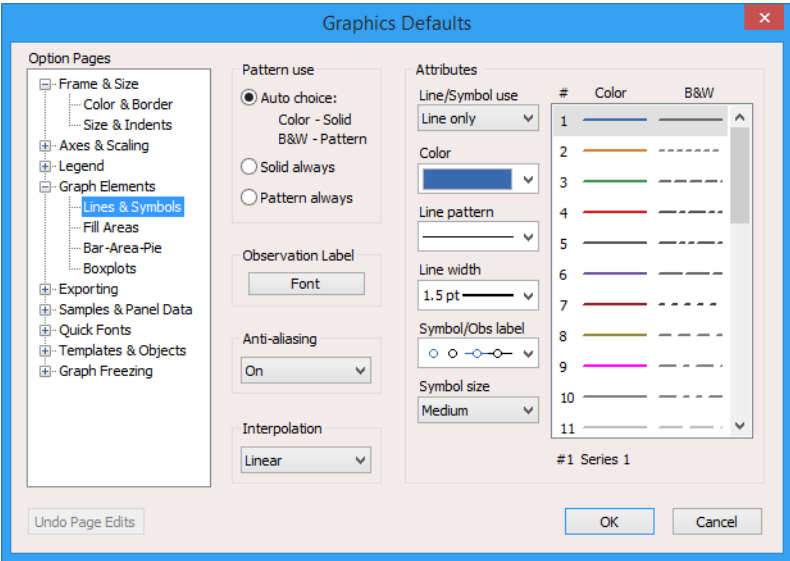 Graphics Defaults
Option Pages
Frame & Size
Color & Border
Size & Indents
Axes & Scaling
Legend
Graph Elements
Lines & Symbols
Fill Areas
Bar-Area-Pie
Boxplots
Exporting
Samples & Panel Data
Quick Fonts
Templates & Objects
Graph Freezing
Undo Page Edits
Pattern use
Auto choice:
Color - Solid
B&W - Pattern
Solid always
Pattern always
Observation Label
Font
Anti-aliasing
On
Interpolation
Linear
Attributes
Line/Symbol use
Line only
Color
Line pattern
Line width
1.5 pt
Symbol/Obs label
Symbol size
Medium
# Color B&W
1
2
3
4
5
6
7
8
9
10
11
#1 Series 1
OK Cancel